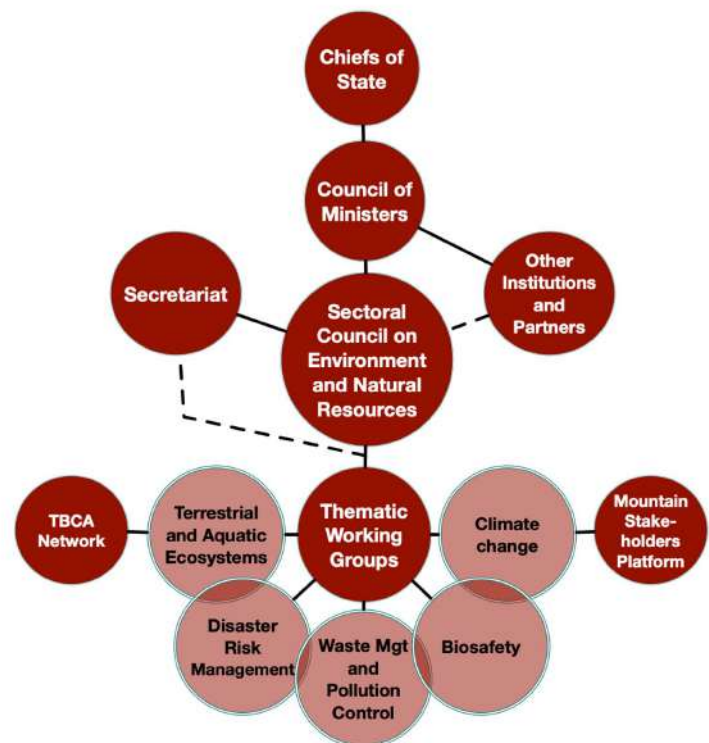 Chiefs of
State
Council of
Ministers
Secretariat
Other
Institutions
and
Partners
Sectoral
Council on
Environment
and Natural
Resources
TBCA
Network
Terrestrial
and Aquatic
Ecosystems
Thematic
Working
Groups
Climate
change
Mountain
Stake-
holders
Platform
Disaster
Risk
Management
Waste Mgt
and
Pollution
Control
Biosafety